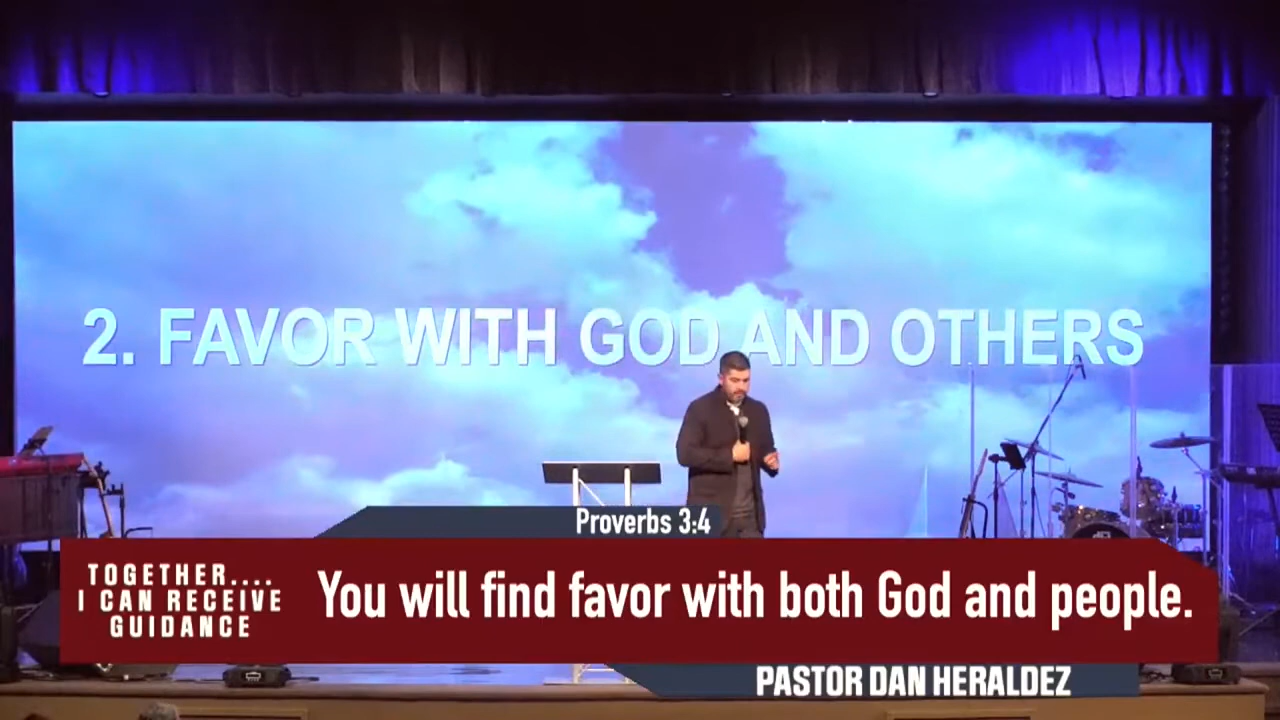 2. FAVOR WITH GOD AND OTHERS
Proverbs 3:4
TOGETHER....
I CAN RECEIVE
GUIDANCE
You will find favor with both God and people.
PASTOR DAN HERALDEZ